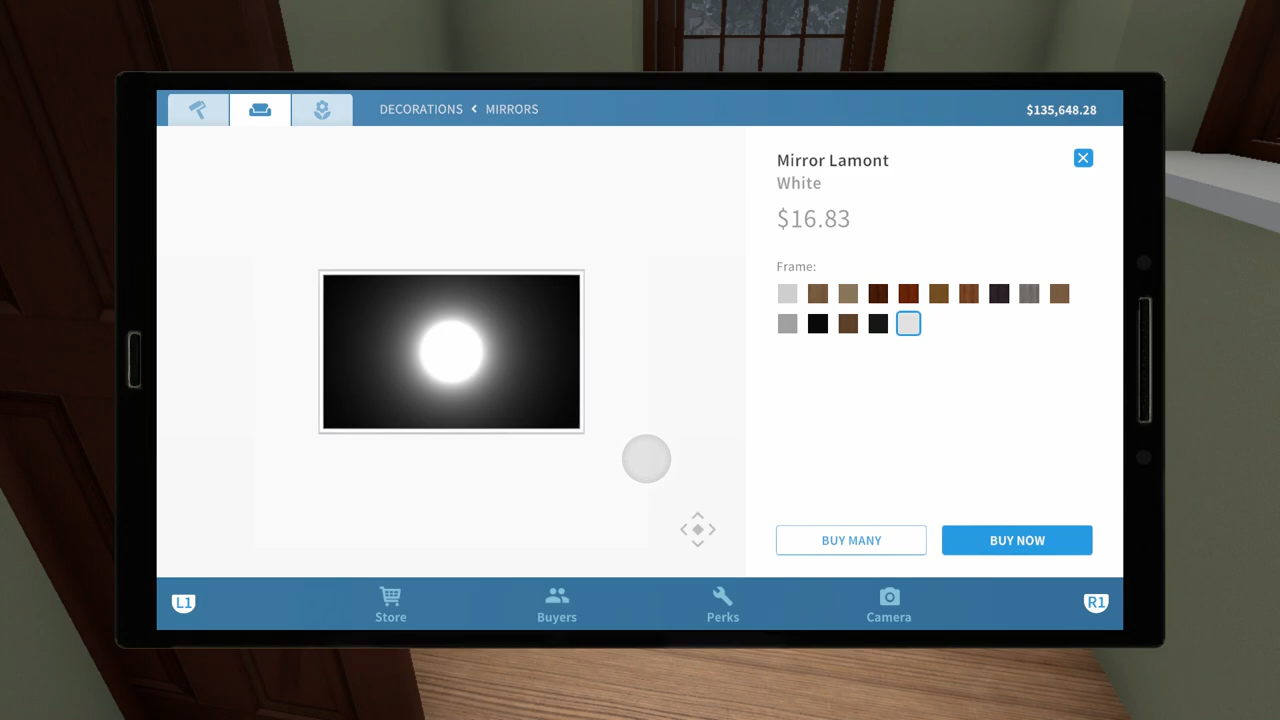 DECORATIONS < MIRRORS
$135,648.28
Mirror Lamont
White
$16.83
Frame:
BUY MANY
BUY NOW
L1
Store
Buyers
Perks
Camera
R1